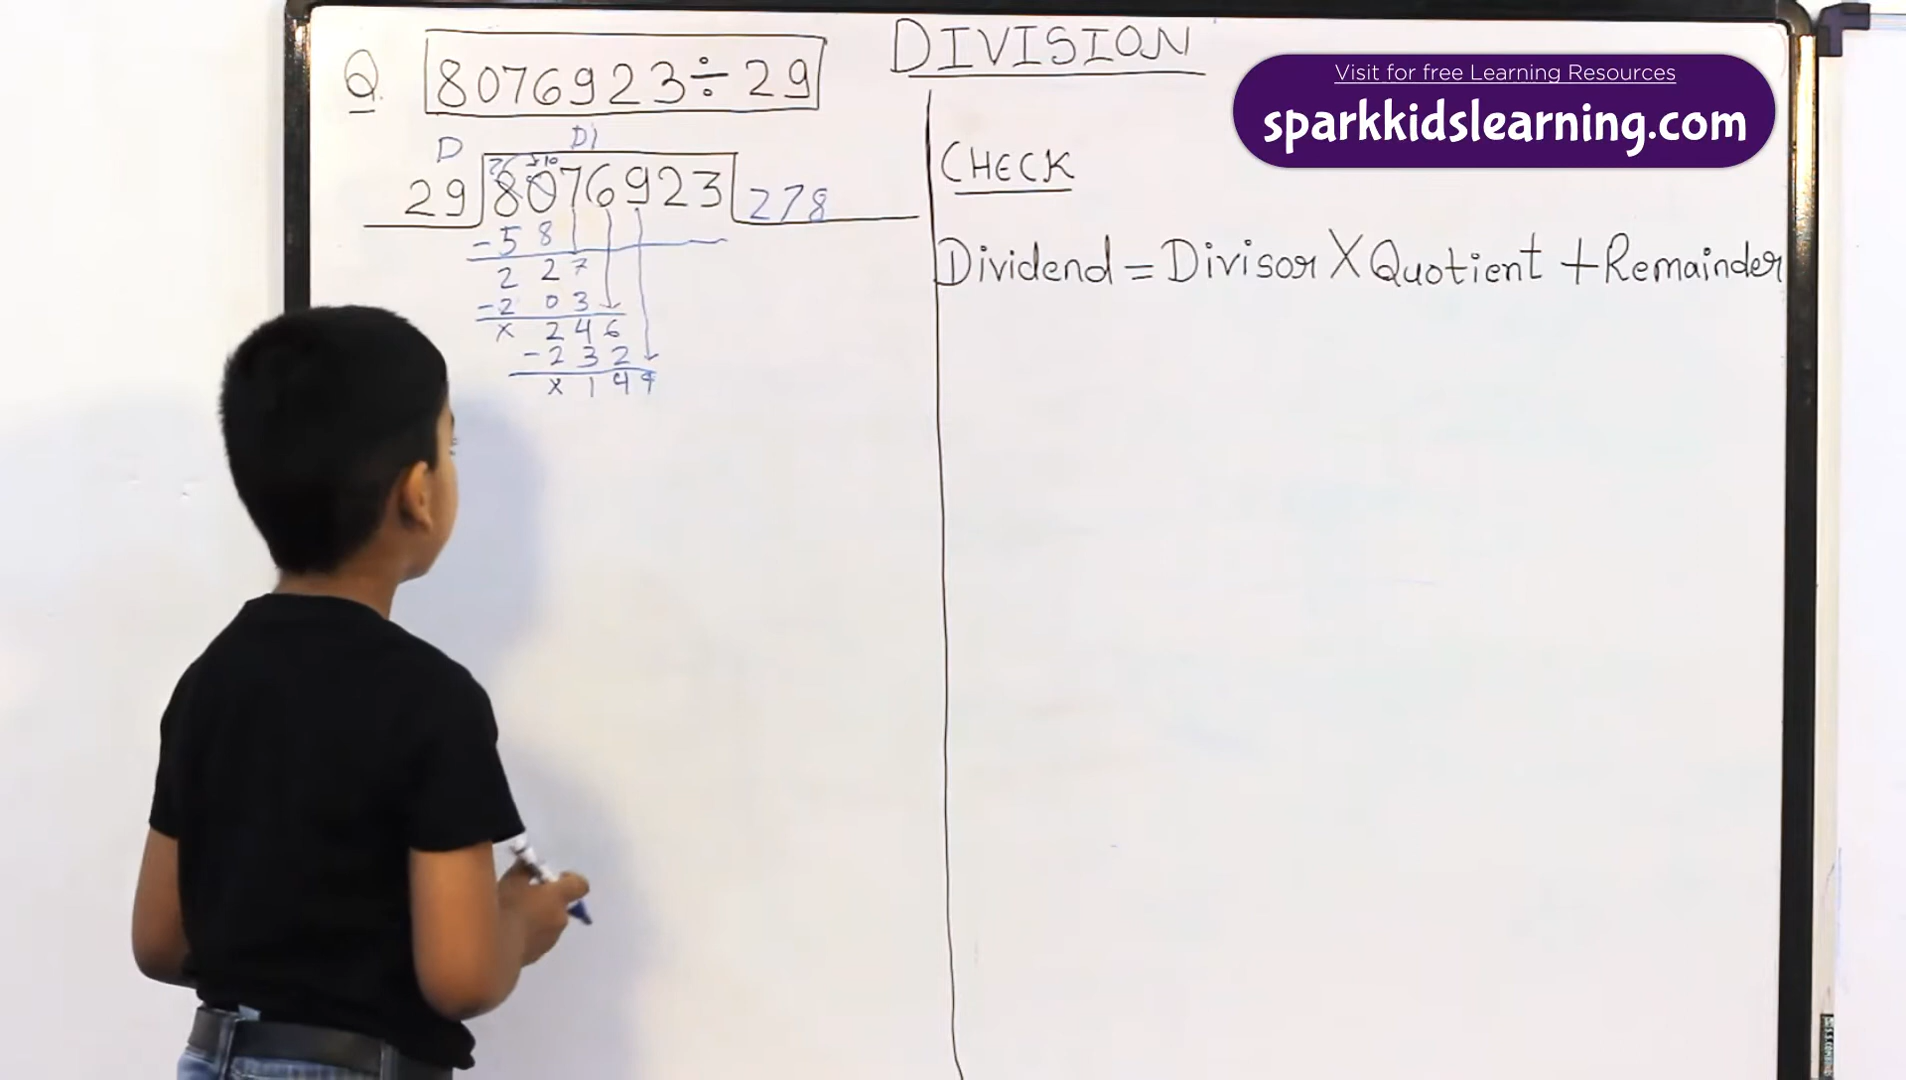 DIVISION
Q. 8076923 ÷ 29
Visit for free Learning Resources
sparkkidslearning.com
D DI
29 8076923 278
- 5 8
2 2 7
- 2 0 3
x 2 4 6
- 2 3 2
x 1 4 9
CHECK
Dividend = Divisor X Quotient + Remainder